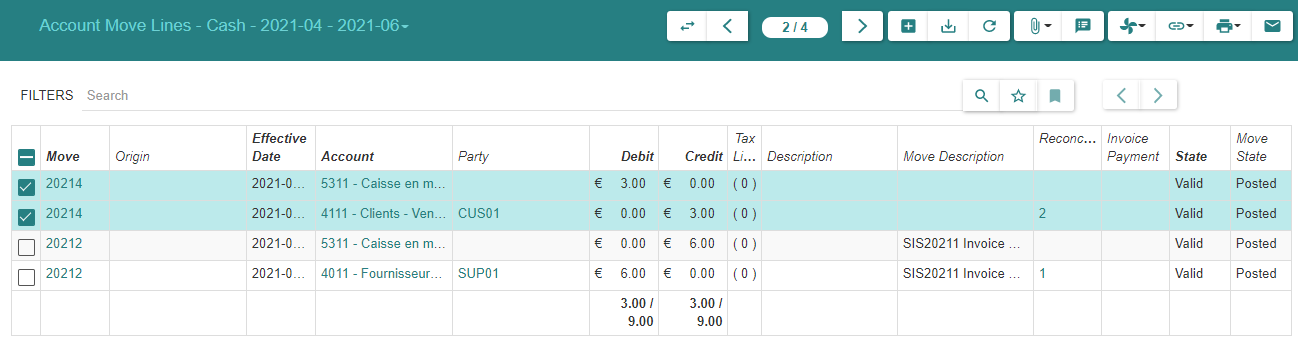 Account Move Lines - Cash - 2021-04 - 2021-06
2 / 4
FILTERS Search
Move Origin Effective Date Account Party Debit Credit Tax Li... Description Move Description Reconc... Invoice Payment State Move State
20214 2021-0... 5311 - Caisse en m... € 3.00 € 0.00 ( 0 ) Valid Posted
20214 2021-0... 4111 - Clients - Ven... CUS01 € 0.00 € 3.00 ( 0 ) 2 Valid Posted
20212 2021-0... 5311 - Caisse en m... € 0.00 € 6.00 ( 0 ) SIS20211 Invoice ... Valid Posted
20212 2021-0... 4011 - Fournisseur... SUP01 € 6.00 € 0.00 ( 0 ) SIS20211 Invoice ... 1 Valid Posted
3.00 / 3.00 /
9.00 9.00